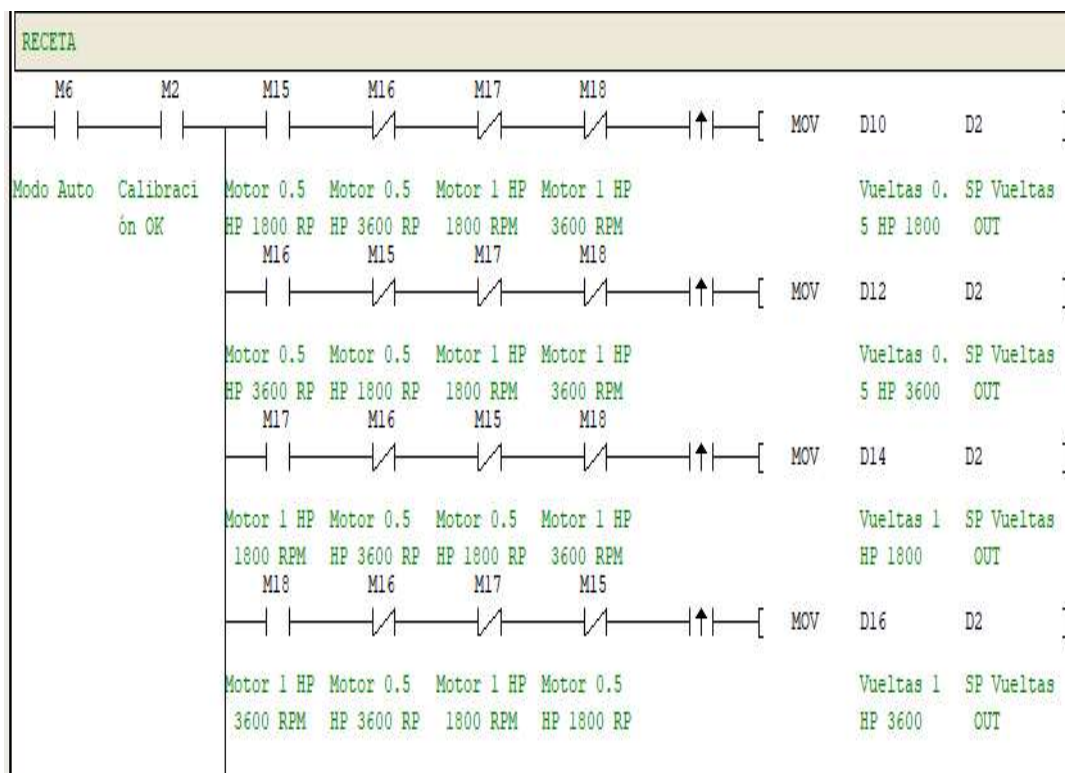 RECETA
M6 M2 M15 M16 M17 M18
MOV D10 D2
Modo Auto Calibraci Motor 0.5 Motor 0.5 Motor 1 HP Motor 1 HP Vueltas 0. SP Vueltas
ón OK HP 1800 RP HP 3600 RP 1800 RPM 3600 RPM 5 HP 1800 OUT
M16 M15 M17 M18
MOV D12 D2
Motor 0.5 Motor 0.5 Motor 1 HP Motor 1 HP Vueltas 0. SP Vueltas
HP 3600 RP HP 1800 RP 1800 RPM 3600 RPM 5 HP 3600 OUT
M17 M16 M15 M18
MOV D14 D2
Motor 1 HP Motor 0.5 Motor 0.5 Motor 1 HP Vueltas 1 SP Vueltas
1800 RPM HP 3600 RP HP 1800 RP 3600 RPM HP 1800 OUT
M18 M16 M17 M15
MOV D16 D2
Motor 1 HP Motor 0.5 Motor 1 HP Motor 0.5 Vueltas 1 SP Vueltas
3600 RPM HP 3600 RP 1800 RPM HP 1800 RP HP 3600 OUT